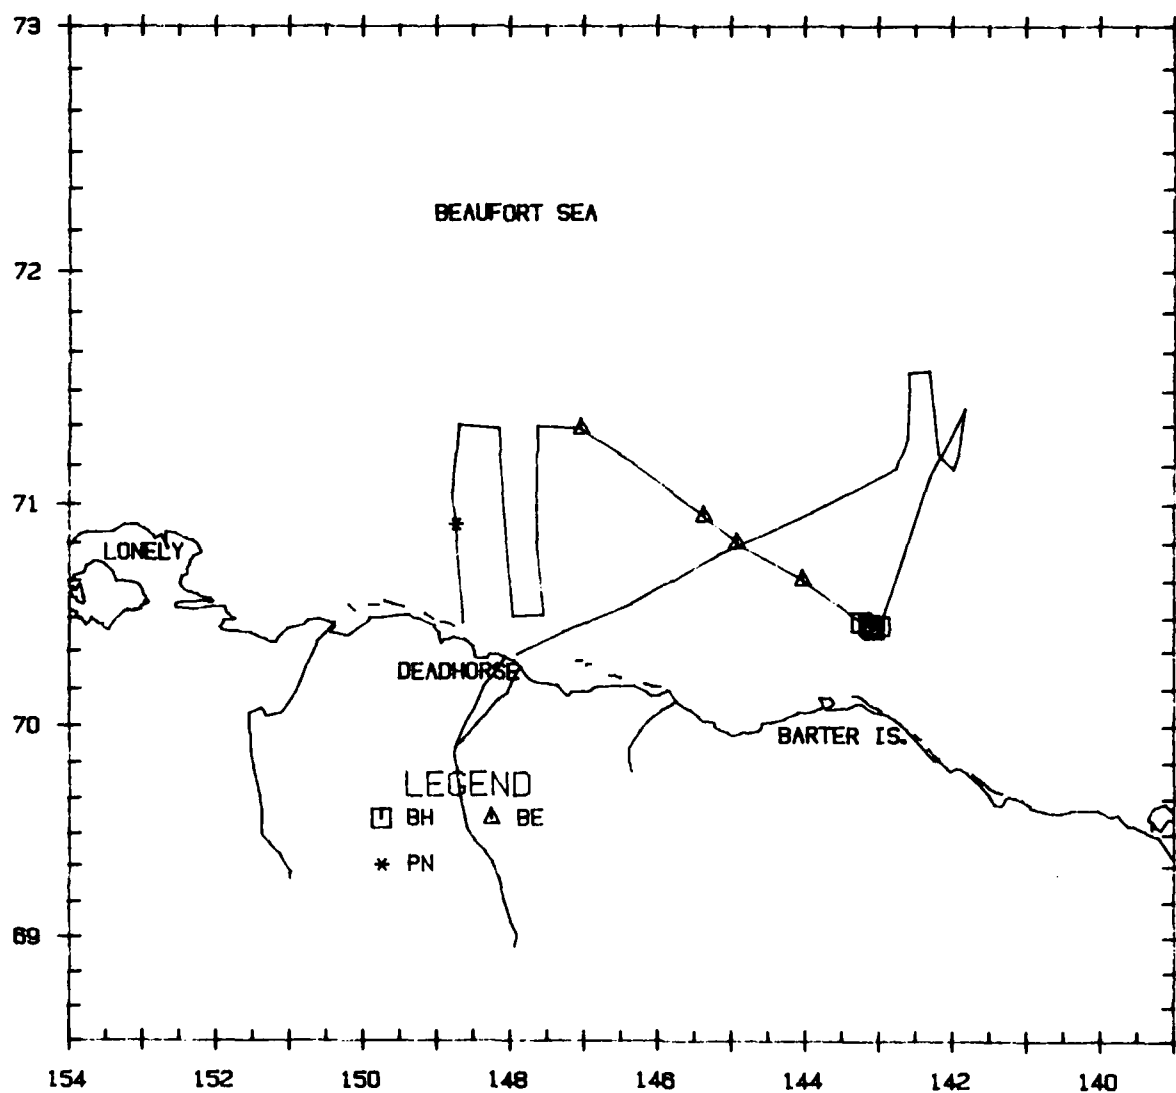 73
BEAUFORT SEA
72
71
LONELY
DEADHORSE
70
BARTER IS.
LEGEND
BH BE
PN
69
154 152 150 148 146 144 142 140